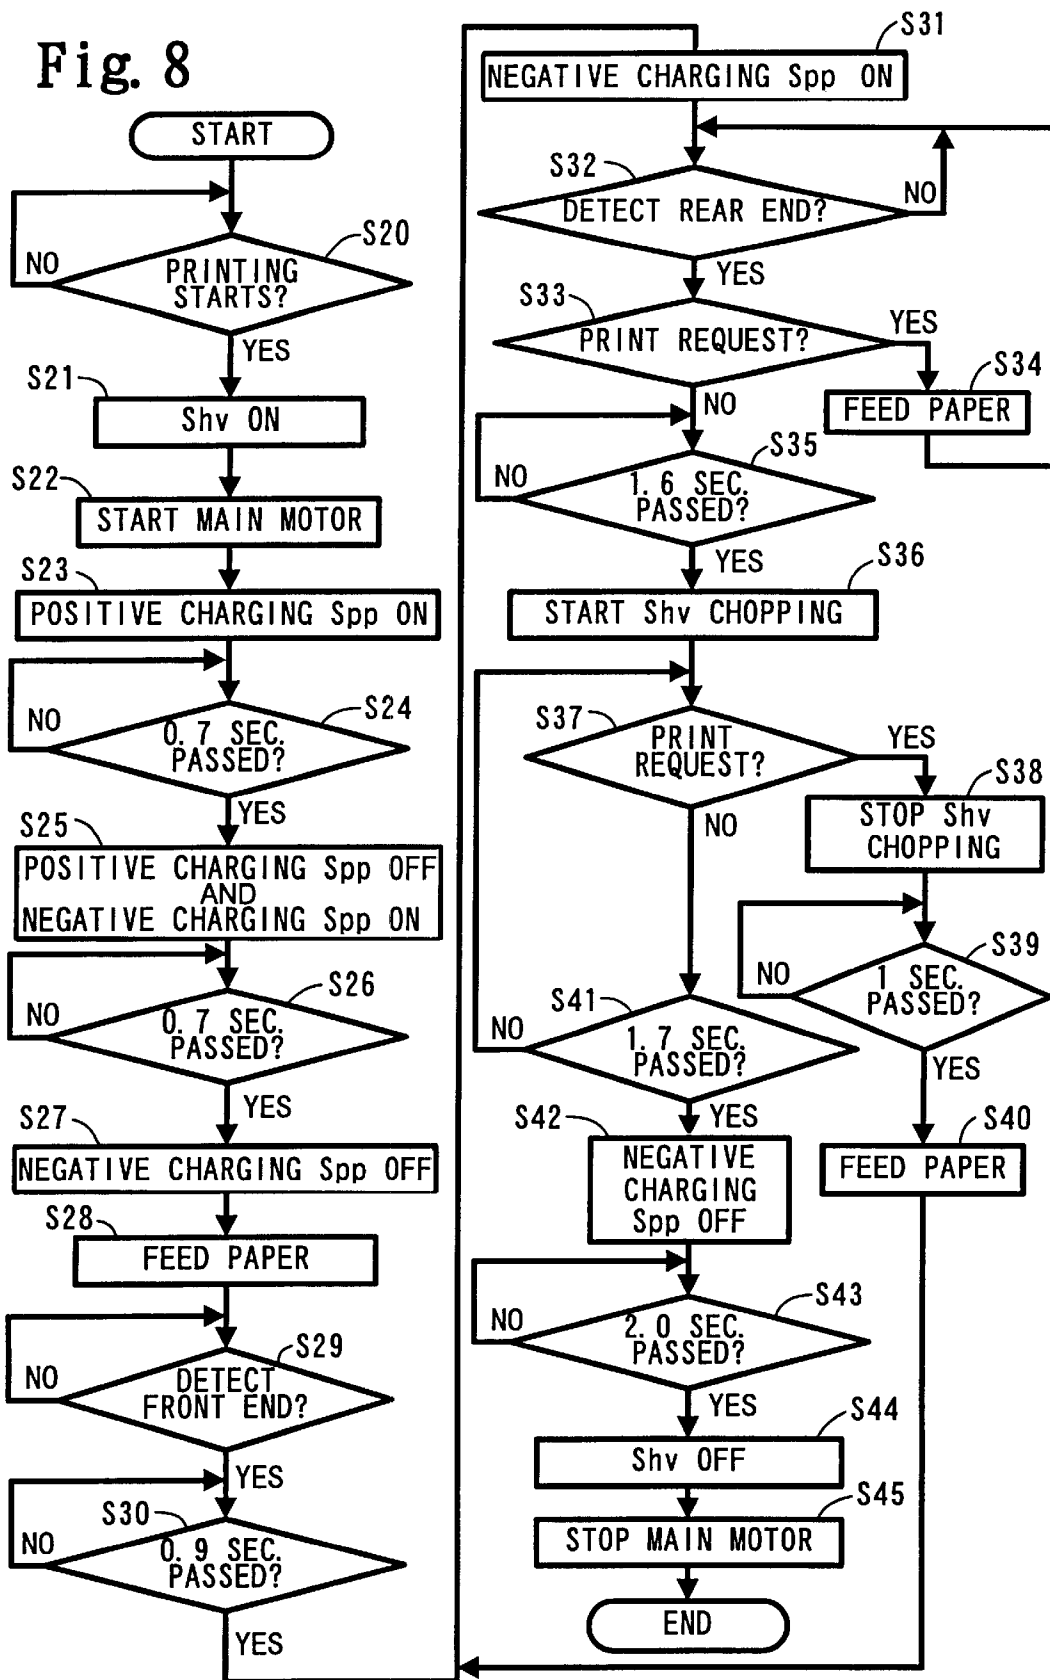 Fig. 8
START
S20
NO
PRINTING
STARTS?
YES
S21
Shv ON
S22
START MAIN MOTOR
S23
POSITIVE CHARGING Spp ON
S24
NO
0.7 SEC.
PASSED?
YES
S25
POSITIVE CHARGING Spp OFF
AND
NEGATIVE CHARGING Spp ON
S26
NO
0.7 SEC.
PASSED?
YES
S27
NEGATIVE CHARGING Spp OFF
S28
FEED PAPER
S29
NO
DETECT
FRONT END?
YES
S30
NO
0.9 SEC.
PASSED?
YES
S31
NEGATIVE CHARGING Spp ON
S32
DETECT REAR END?
NO
YES
S33
PRINT REQUEST?
YES
S34
FEED PAPER
NO
S35
NO
1.6 SEC.
PASSED?
YES
S36
START Shv CHOPPING
S37
PRINT
REQUEST?
YES
S38
STOP Shv
CHOPPING
NO
S39
NO
1 SEC.
PASSED?
YES
S40
FEED PAPER
S41
NO
1.7 SEC.
PASSED?
YES
S42
NEGATIVE
CHARGING
Spp OFF
S43
NO
2.0 SEC.
PASSED?
YES
S44
Shv OFF
S45
STOP MAIN MOTOR
END